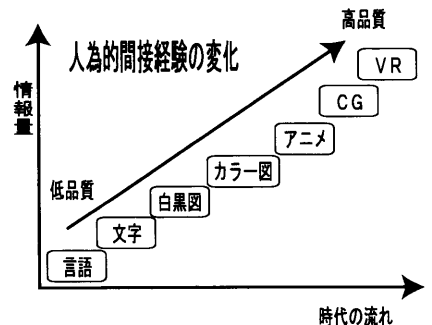 高品質
人為的間接経験の変化
VR
CG
情報量
アニメ
カラー図
低品質
白黒図
文字
言語
時代の流れ